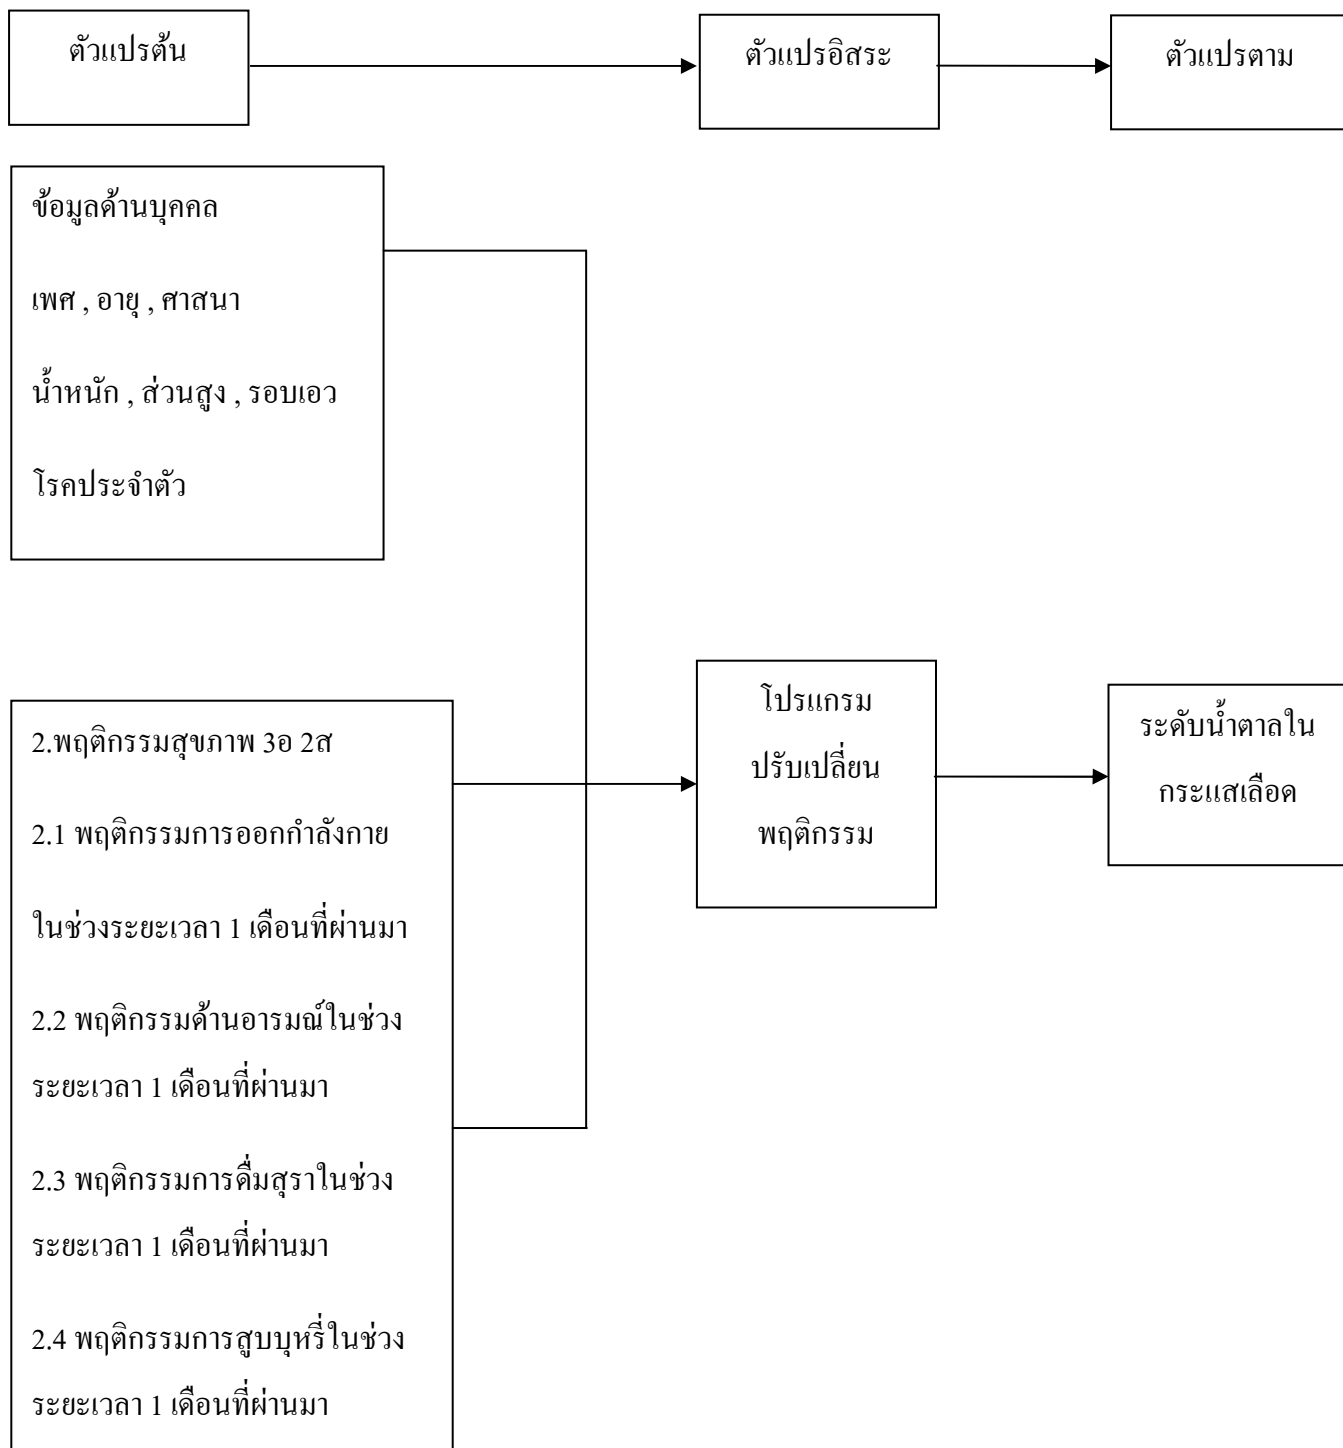 ตัวแปรต้น
ตัวแปรอิสระ
ตัวแปรตาม
ข้อมูลด้านบุคคล
เพศ , อายุ , ศาสนา
น้ำหนัก , ส่วนสูง , รอบเอว
โรคประจำตัว
2.พฤติกรรมสุขภาพ 3อ 2ส
2.1 พฤติกรรมการออกกำลังกาย
ในช่วงระยะเวลา 1 เดือนที่ผ่านมา
2.2 พฤติกรรมด้านอารมณ์ในช่วง
ระยะเวลา 1 เดือนที่ผ่านมา
2.3 พฤติกรรมการดื่มสุราในช่วง
ระยะเวลา 1 เดือนที่ผ่านมา
2.4 พฤติกรรมการสูบบุหรี่ในช่วง
ระยะเวลา 1 เดือนที่ผ่านมา
โปรแกรม
ปรับเปลี่ยน
พฤติกรรม
ระดับน้ำตาลใน
กระแสเลือด